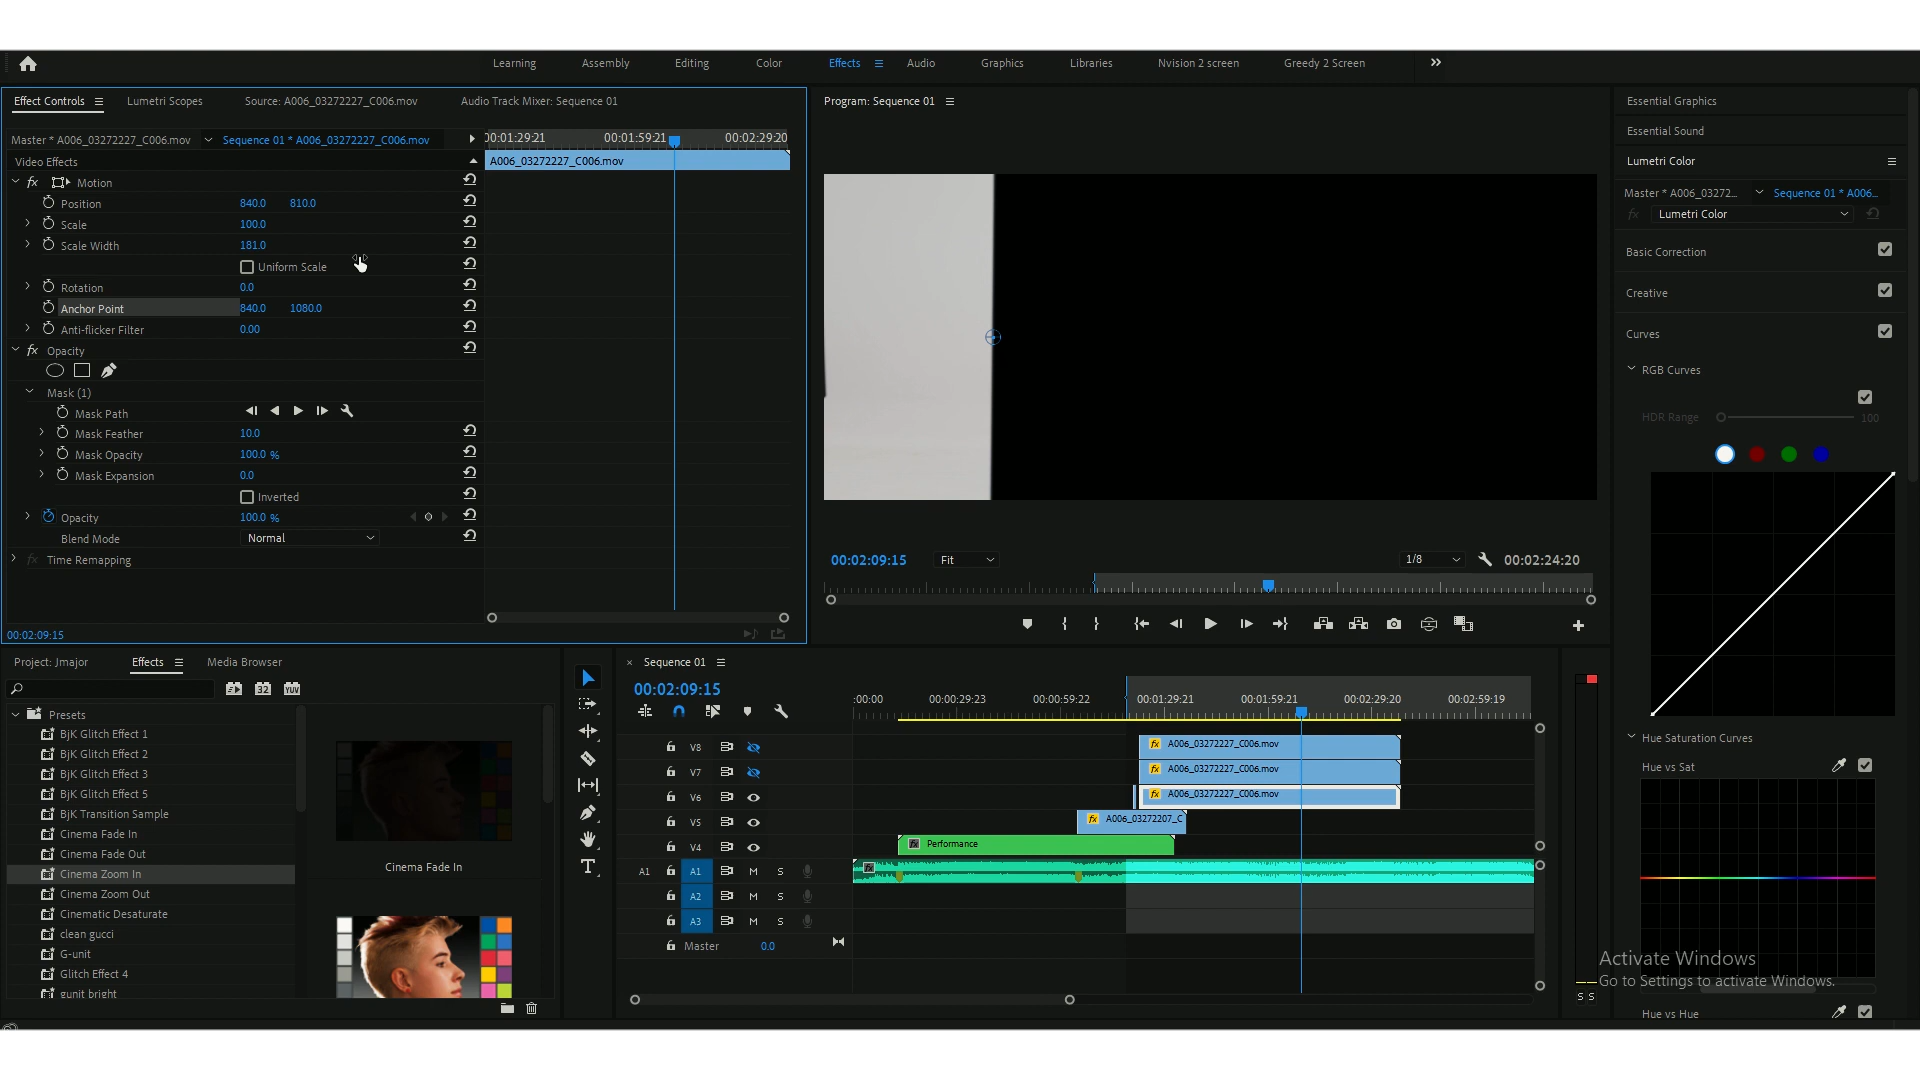 Learning Assembly Editing Color Effects Audio Graphics Libraries Nvision 2 screen Greedy 2 Screen
Effect Controls Lumetri Scopes Source: A006_03272227_C006.mov Audio Track Mixer: Sequence 01
Master * A006_03272227_C006.mov Sequence 01 * A006_03272227_C006.mov
00:01:29:21 00:01:59:21 00:02:29:20
Video Effects
A006_03272227_C006.mov
fx Motion
Position 840.0 810.0
Scale 100.0
Scale Width 181.0
Uniform Scale
Rotation 0.0
Anchor Point 840.0 1080.0
Anti-flicker Filter 0.00
fx Opacity
Mask (1)
Mask Path
Mask Feather 10.0
Mask Opacity 100.0 %
Mask Expansion 0.0
Inverted
Opacity 100.0 %
Blend Mode Normal
fx Time Remapping
00:02:09:15
Program: Sequence 01
00:02:09:15 Fit 1/8 00:02:24:20
Essential Graphics
Essential Sound
Lumetri Color
Master * A006_03272... Sequence 01 * A006...
fx Lumetri Color
Basic Correction
Creative
Curves
RGB Curves
HDR Range 100
Hue Saturation Curves
Hue vs Sat
Hue vs Hue
Project: Jmajor Effects Media Browser
32 YUV
Presets
BjK Glitch Effect 1
BjK Glitch Effect 2
BjK Glitch Effect 3
BjK Glitch Effect 5
BjK Transition Sample
Cinema Fade In
Cinema Fade Out
Cinema Zoom In
Cinema Zoom Out
Cinematic Desaturate
clean gucci
G-unit
Glitch Effect 4
gunit bright
Cinema Fade In
T
× Sequence 01
00:02:09:15
:00:00 00:00:29:23 00:00:59:22 00:01:29:21 00:01:59:21 00:02:29:20 00:02:59:19
V8 fx A006_03272227_C006.mov
V7 fx A006_03272227_C006.mov
V6 fx A006_03272227_C006.mov
V5 fx A006_03272207_C
V4 fx Performance
A1 A1 M S fx
A2 M S
A3 M S
Master 0.0
S S
Activate Windows
Go to Settings to activate Windows.